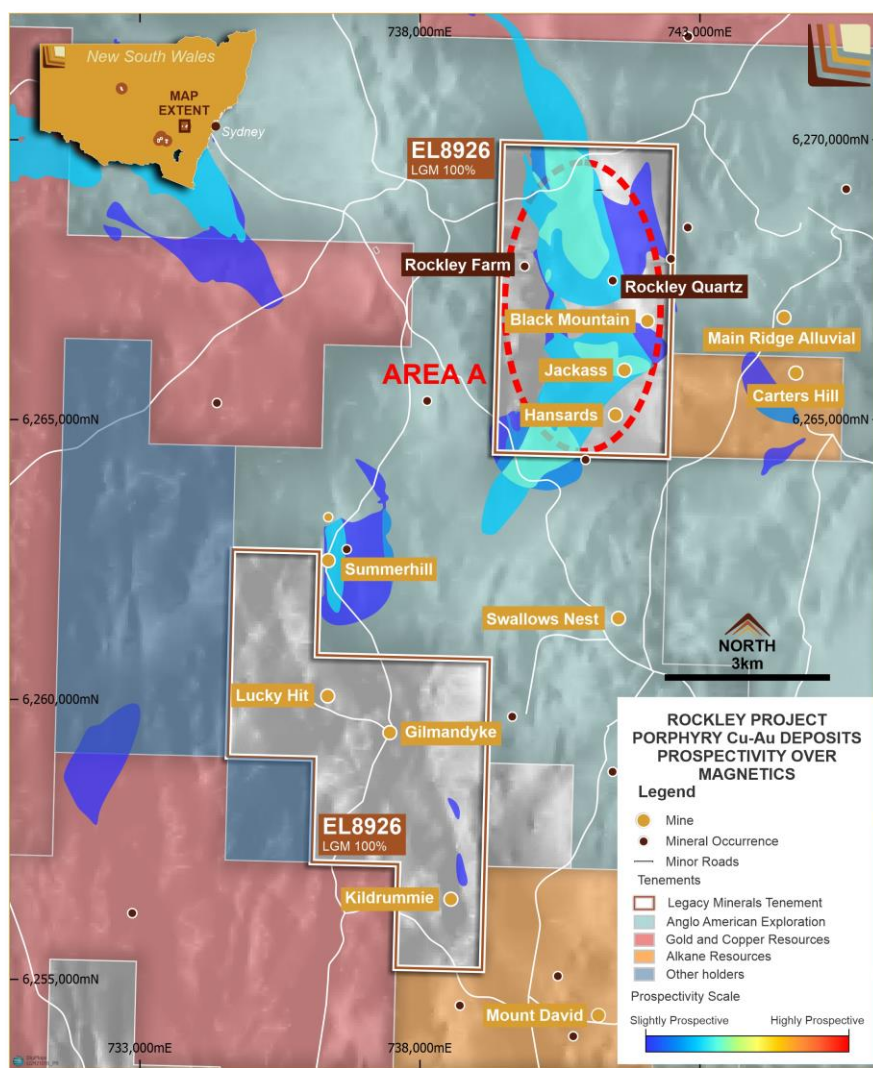 738,000mE
743,000mE
New South Wales
MAP
EXTENT
Sydney
EL8926
LGM 100%
6,270,000mN
Rockley Farm
Rockley Quartz
Black Mountain
Main Ridge Alluvial
AREA A
Jackass
Carters Hill
Hansards
6,265,000mN
6,265,000mN
Summerhill
Swallows Nest
NORTH
3km
Lucky Hit
6,260,000mN
Gilmandyke
EL8926
LGM 100%
Kildrummie
6,255,000mN
Mount David
733,000mE
738,000mE
ROCKLEY PROJECT
PORPHYRY Cu-Au DEPOSITS
PROSPECTIVITY OVER
MAGNETICS
Legend
Mine
Mineral Occurrence
Minor Roads
Tenements
Legacy Minerals Tenement
Anglo American Exploration
Gold and Copper Resources
Alkane Resources
Other holders
Prospectivity Scale
Slightly Prospective
Highly Prospective